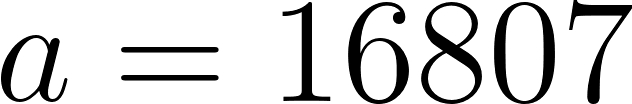 a = 16807